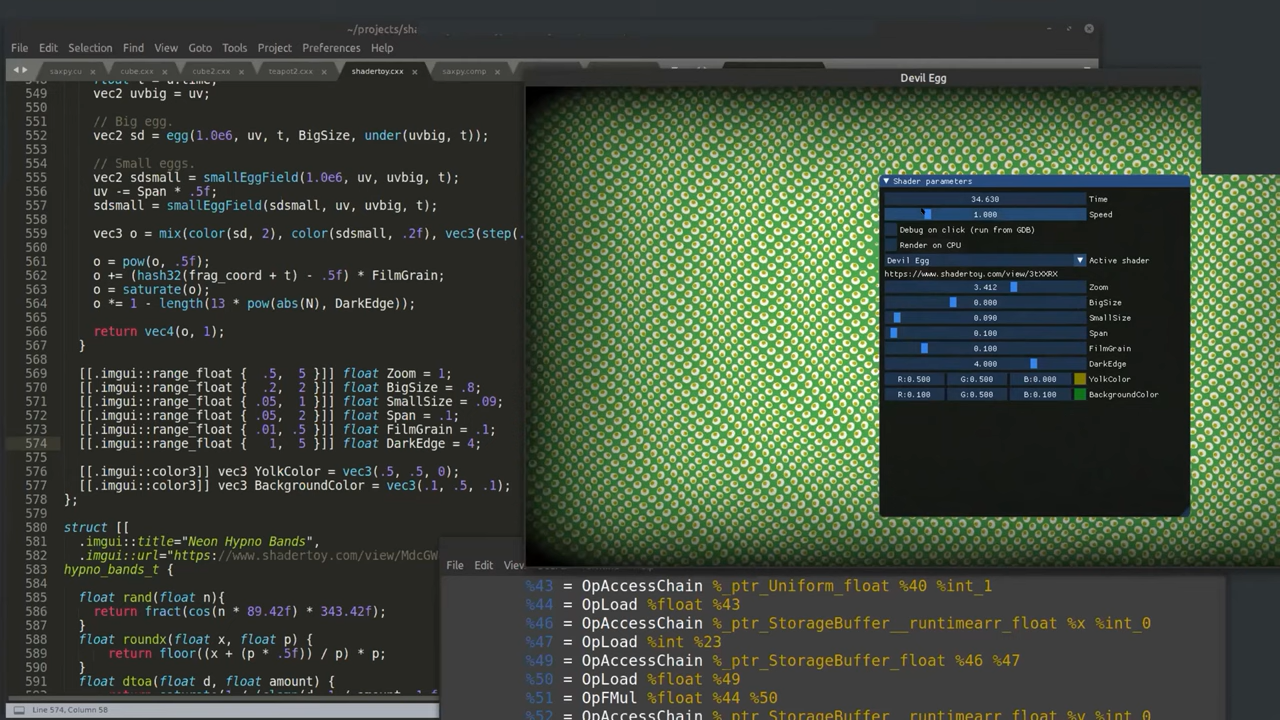 ~/projects/sha
File Edit Selection Find View Goto Tools Project Preferences Help
saxpy.cu × cube.cxx × cube2.cxx × teapot2.cxx × shadertoy.cxx × saxpy.comp ×
549 vec2 uvbig = uv;
550
551 // Big egg.
552 vec2 sd = egg(1.0e6, uv, t, BigSize, under(uvbig, t));
553
554 // Small eggs.
555 vec2 sdsmall = smallEggField(1.0e6, uv, uvbig, t);
556 uv -= Span * .5f;
557 sdsmall = smallEggField(sdsmall, uv, uvbig, t);
558
559 vec3 o = mix(color(sd, 2), color(sdsmall, .2f), vec3(step(.
560
561 o = pow(o, .5f);
562 o += (hash32(frag_coord + t) - .5f) * FilmGrain;
563 o = saturate(o);
564 o *= 1 - length(13 * pow(abs(N), DarkEdge));
565
566 return vec4(o, 1);
567 }
568
569 [[.imgui::range_float { .5, 5 }]] float Zoom = 1;
570 [[.imgui::range_float { .2, 2 }]] float BigSize = .8;
571 [[.imgui::range_float { .05, 1 }]] float SmallSize = .09;
572 [[.imgui::range_float { .05, 2 }]] float Span = .1;
573 [[.imgui::range_float { .01, .5 }]] float FilmGrain = .1;
574 [[.imgui::range_float { 1, 5 }]] float DarkEdge = 4;
575
576 [[.imgui::color3]] vec3 YolkColor = vec3(.5, .5, 0);
577 [[.imgui::color3]] vec3 BackgroundColor = vec3(.1, .5, .1);
578 };
579
580 struct [[
581 .imgui::title="Neon Hypno Bands",
582 .imgui::url="https://www.shadertoy.com/view/MdcGW
583 hypno_bands_t {
584
585 float rand(float n){
586 return fract(cos(n * 89.42f) * 343.42f);
587 }
588 float roundx(float x, float p) {
589 return floor((x + (p * .5f)) / p) * p;
590 }
591 float dtoa(float d, float amount) {
Line 574, Column 58
Devil Egg
Shader parameters
34.630 Time
1.000 Speed
Debug on click (run from GDB)
Render on CPU
Devil Egg Active shader
https://www.shadertoy.com/view/3tXXRX
3.412 Zoom
0.800 BigSize
0.090 SmallSize
0.100 Span
0.100 FilmGrain
4.000 DarkEdge
R:0.500 G:0.500 B:0.000 YolkColor
R:0.100 G:0.500 B:0.100 BackgroundColor
File Edit View
%43 = OpAccessChain %_ptr_Uniform_float %40 %int_1
%44 = OpLoad %float %43
%46 = OpAccessChain %_ptr_StorageBuffer__runtimearr_float %x %int_0
%47 = OpLoad %int %23
%49 = OpAccessChain %_ptr_StorageBuffer_float %46 %47
%50 = OpLoad %float %49
%51 = OpFMul %float %44 %50
%52 = OpAccessChain %_ptr_StorageBuffer__runtimearr_float %y %int_0